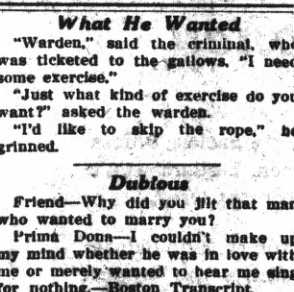 What He Wanted
"Warden," said the criminal, who
was ticketed to the gallows, "I need
some exercise."
"Just what kind of exercise do you
want?" asked the warden.
"I'd like to skip the rope," he
grinned.
Dubious
Friend—Why did you jilt that man
who wanted to marry you?
Prima Dona—I couldn't make up
my mind whether he was in love with
me or merely wanted to hear me sing
for nothing.—Boston Transcript.